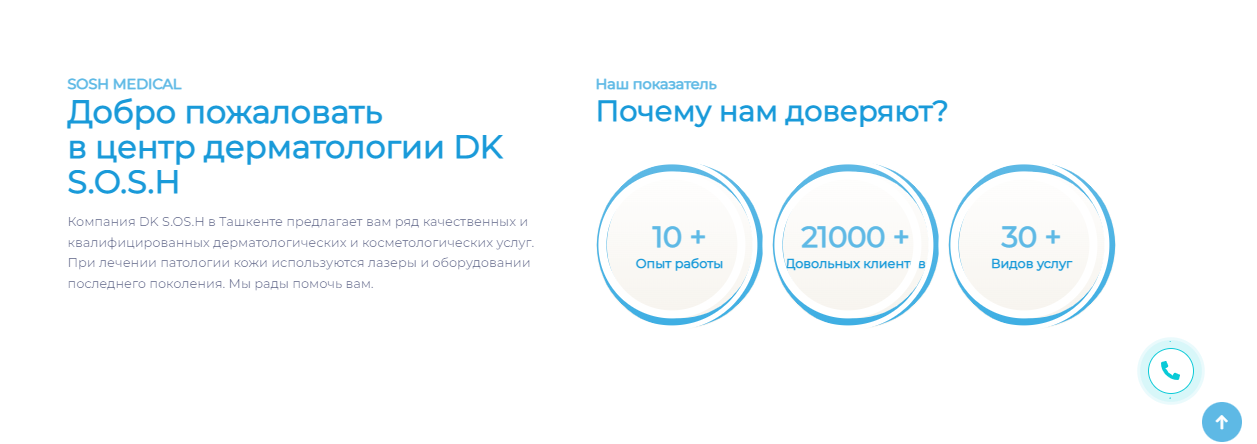 SOSH MEDICAL
Добро пожаловать
в центр дерматологии DK
S.O.S.H
Компания DK S.OS.H в Ташкенте предлагает вам ряд качественных и
квалифицированных дерматологических и косметологических услуг.
При лечении патологии кожи используются лазеры и оборудовании
последнего поколения. Мы рады помочь вам.
Наш показатель
Почему нам доверяют?
10 +
Опыт работы
21000 +
Довольных клиентов
30 +
Видов услуг